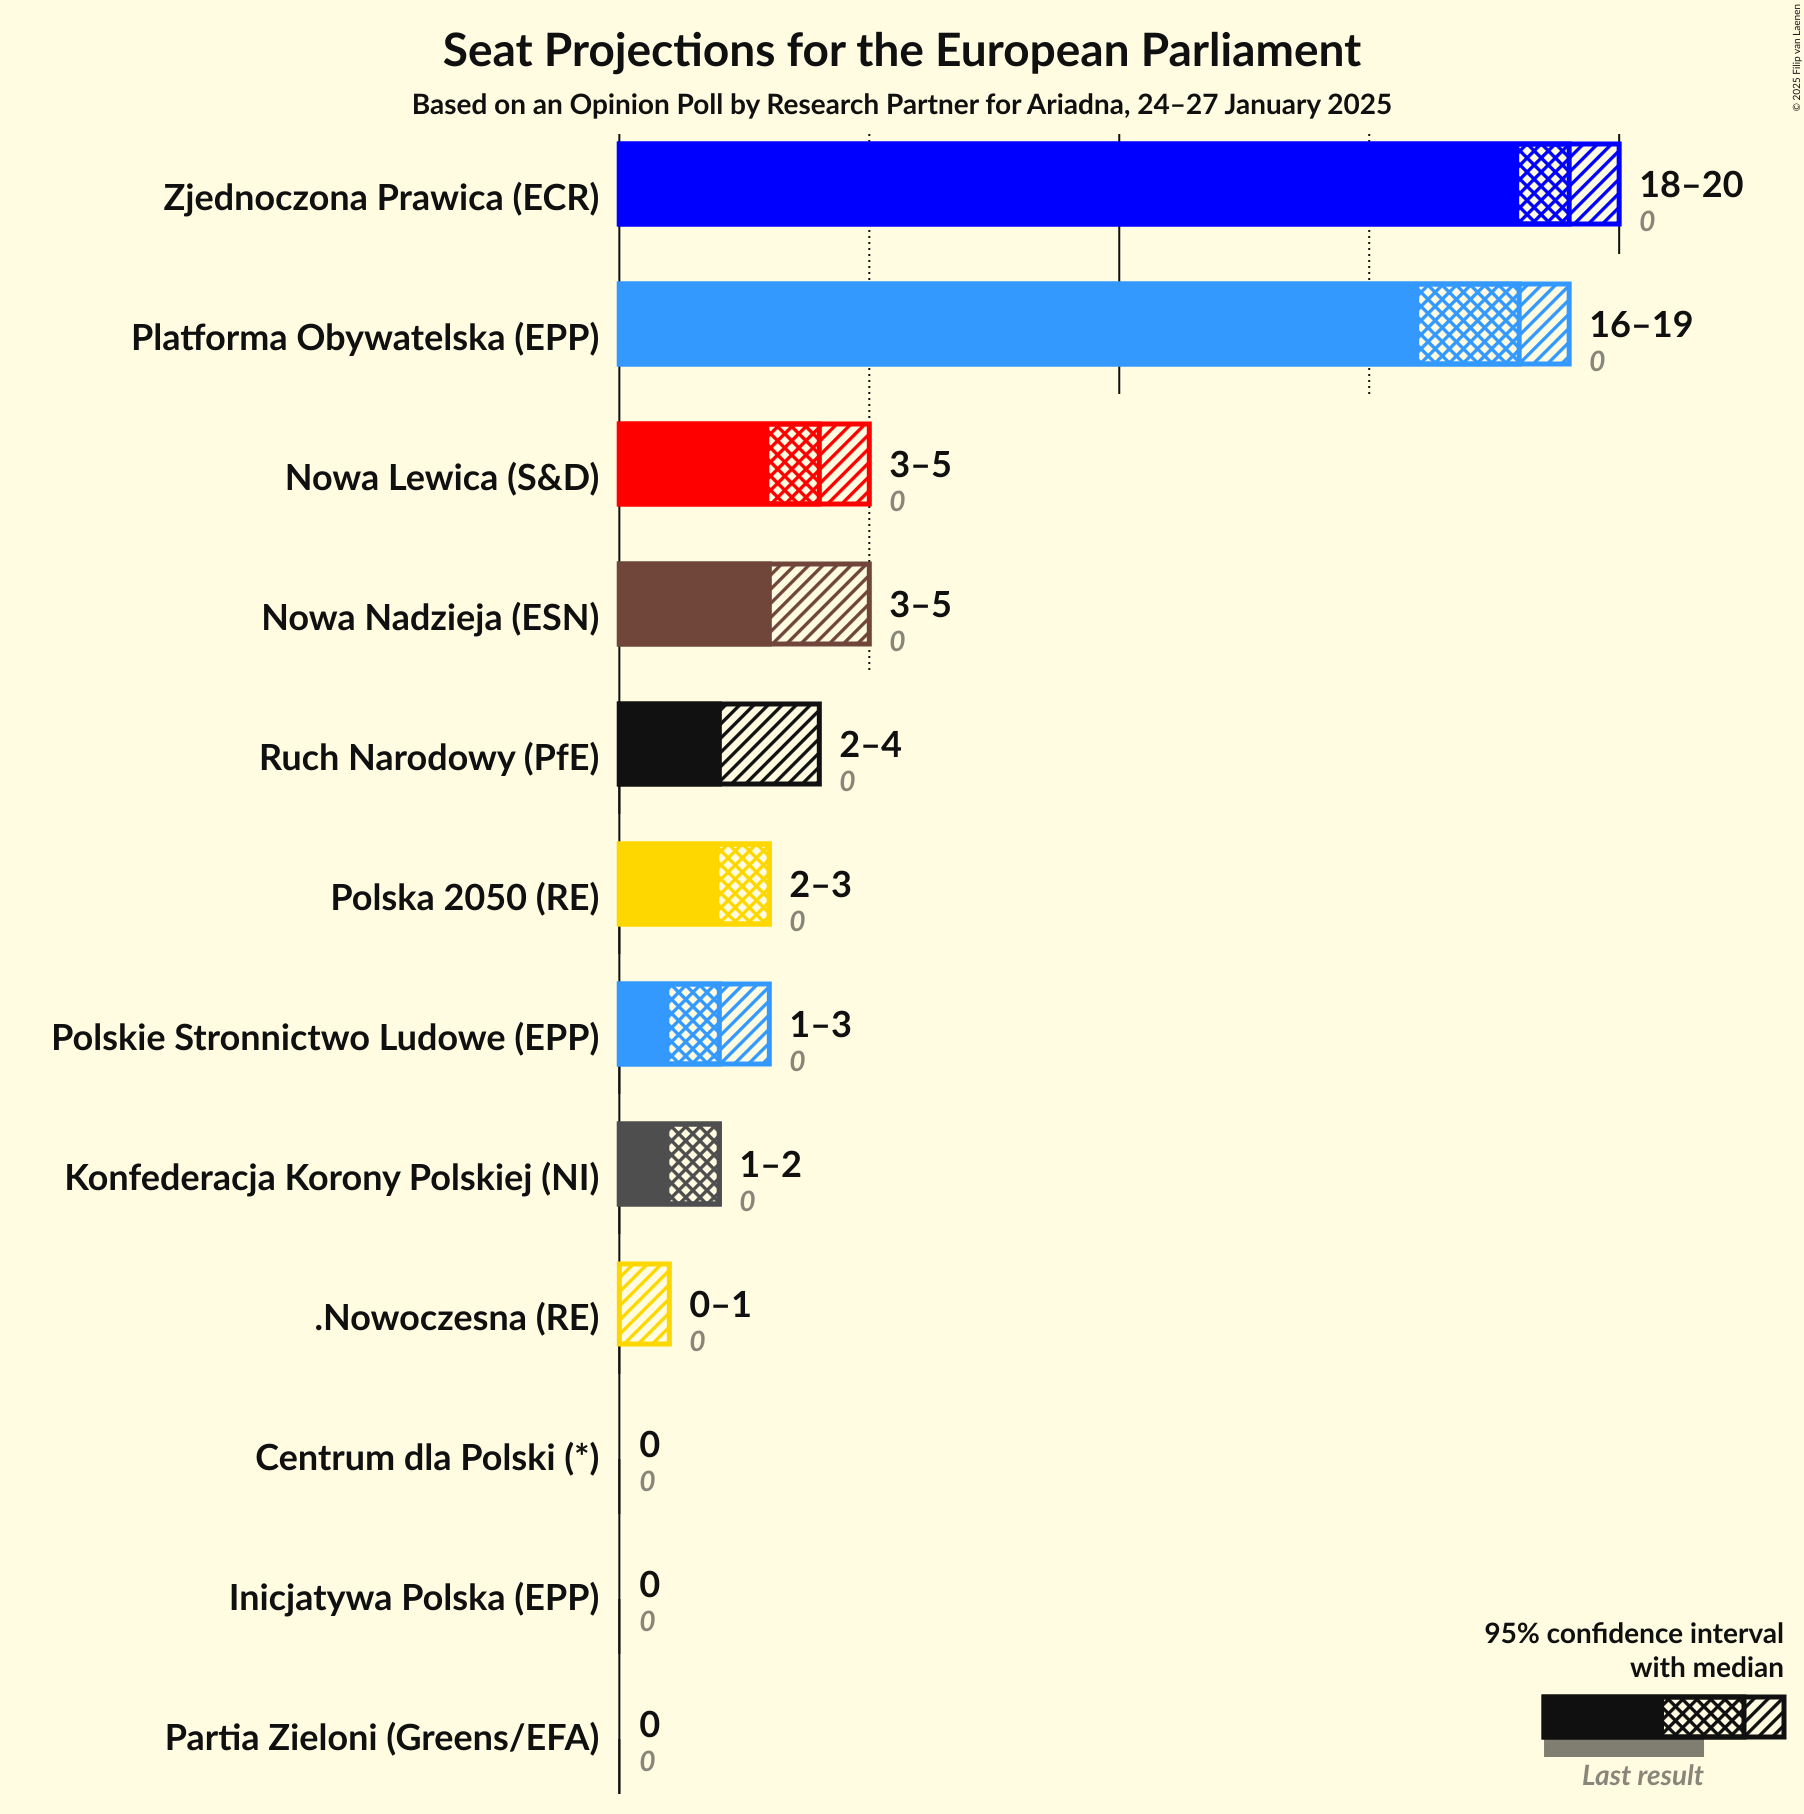 Seat Projections for the European Parliament
Based on an Opinion Poll by Research Partner for Ariadna, 24–27 January 2025
© 2025 Filip van Laenen
Zjednoczona Prawica (ECR)
18–20
0
Platforma Obywatelska (EPP)
16–19
0
Nowa Lewica (S&D)
3–5
0
Nowa Nadzieja (ESN)
3–5
0
Ruch Narodowy (PfE)
2–4
0
Polska 2050 (RE)
2–3
0
Polskie Stronnictwo Ludowe (EPP)
1–3
0
Konfederacja Korony Polskiej (NI)
1–2
0
.Nowoczesna (RE)
0–1
0
Centrum dla Polski (*)
0
0
Inicjatywa Polska (EPP)
0
0
Partia Zieloni (Greens/EFA)
0
0
95% confidence interval
with median
Last result